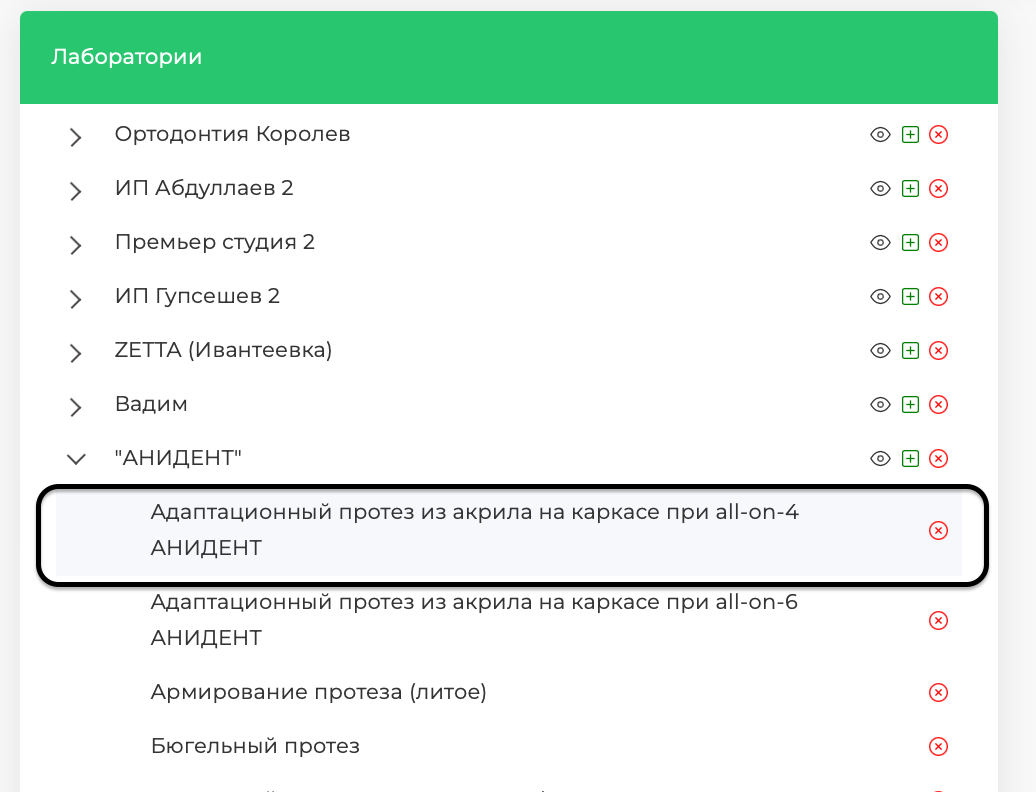 Лаборатории
Ортодонтия Королев
ИП Абдуллаев 2
Премьер студия 2
ИП Гупсешев 2
ZETTA (Ивантеевка)
Вадим
"АНИДЕНТ"
Адаптационный протез из акрила на каркасе при all-on-4
АНИДЕНТ
Адаптационный протез из акрила на каркасе при all-on-6
АНИДЕНТ
Армирование протеза (литое)
Бюгельный протез